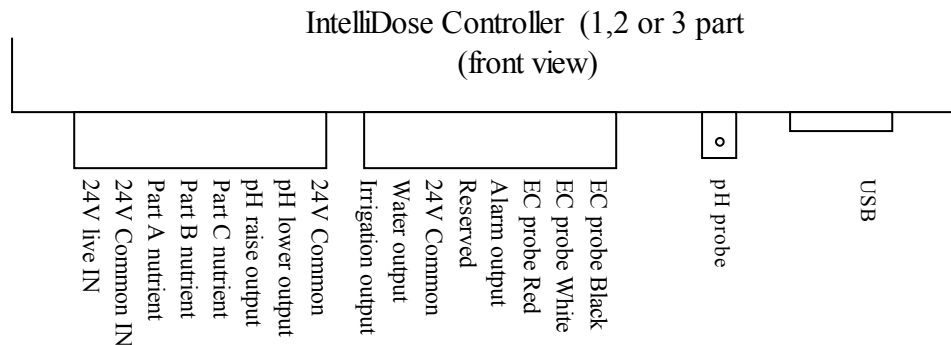 IntelliDose Controller (1,2 or 3 part
(front view)
24V live IN
24V Common IN
Part A nutrient
Part B nutrient
Part C nutrient
pH raise output
pH lower output
24V Common
Irrigation output
Water output
24V Common
Reserved
Alarm output
EC probe Red
EC probe White
EC probe Black
pH probe
USB